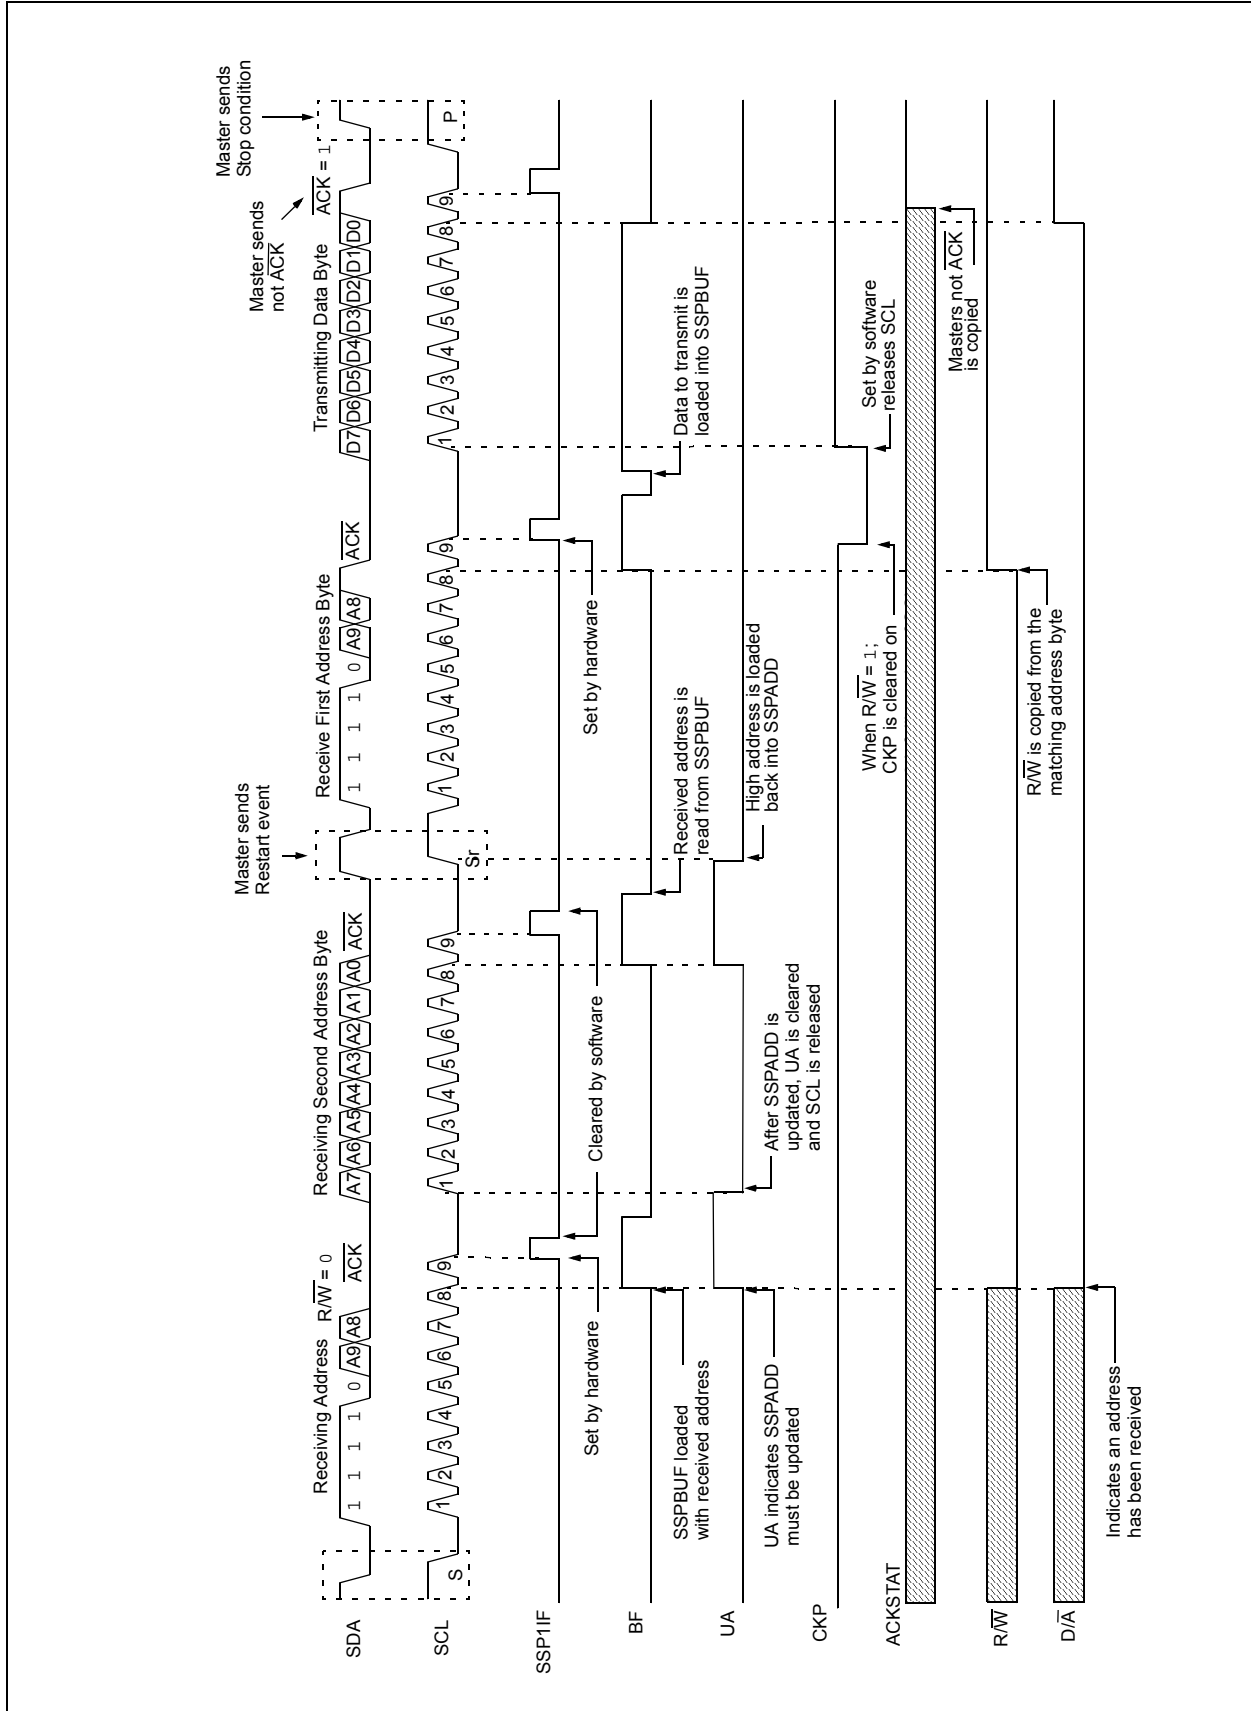 Master sends
Stop condition
Master sends
not ACK
Master sends
Restart event
Receiving Address R/W = 0
Receiving Second Address Byte
Receive First Address Byte
Transmitting Data Byte ACK = 1
SDA
1 1 1 1 0 A9 A8 ACK
A7 A6 A5 A4 A3 A2 A1 A0 ACK
1 1 1 1 0 A9 A8 ACK
D7 D6 D5 D4 D3 D2 D1 D0
SCL
S
1 2 3 4 5 6 7 8 9
1 2 3 4 5 6 7 8 9
Sr
1 2 3 4 5 6 7 8 9
1 2 3 4 5 6 7 8 9
P
SSP1IF
Set by hardware
Cleared by software
Set by hardware
BF
SSPBUF loaded
with received address
Received address is
read from SSPBUF
Data to transmit is
loaded into SSPBUF
UA
UA indicates SSPADD
must be updated
After SSPADD is
updated, UA is cleared
and SCL is released
High address is loaded
back into SSPADD
CKP
When R/W = 1;
CKP is cleared on
Set by software
releases SCL
ACKSTAT
Masters not ACK
is copied
R/W
R/W is copied from the
matching address byte
D/A
Indicates an address
has been received